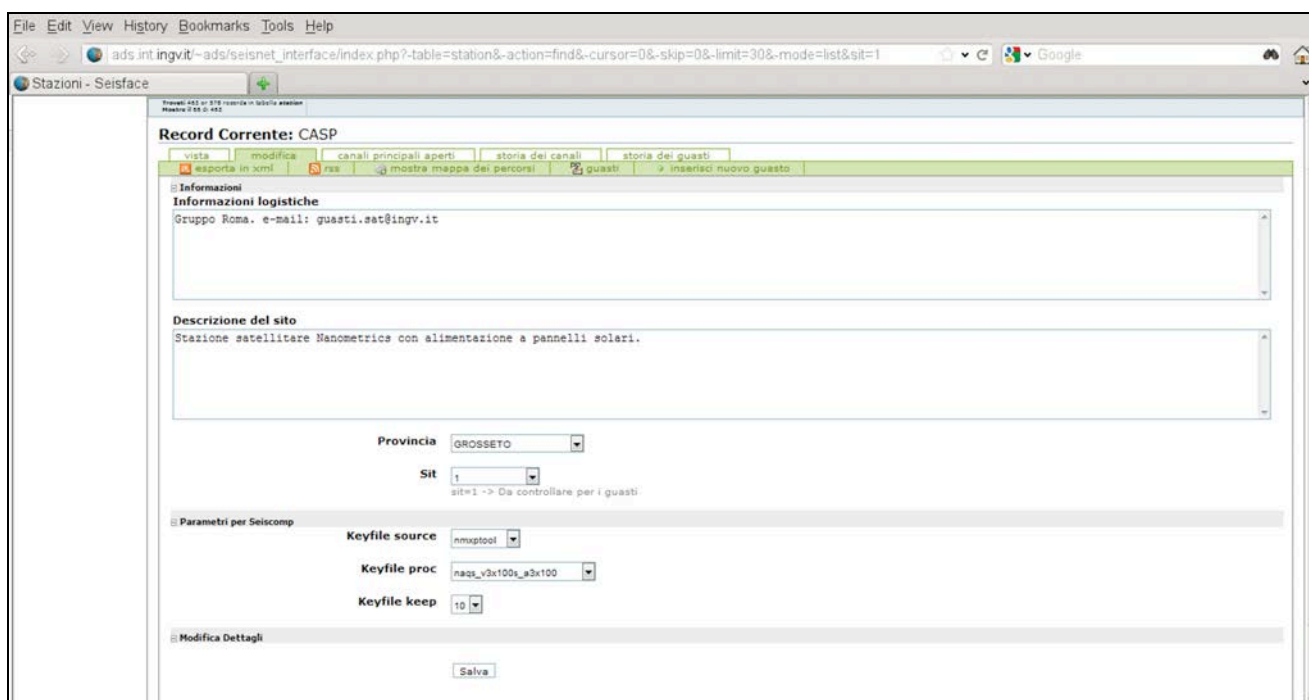 File Edit View History Bookmarks Tools Help
ads.int.ingv.it/~ads/seisnet_interface/index.php?-table=station&-action=find&-cursor=0&-skip=0&-limit=30&-mode=list&sit=1
Google
Stazioni - Seisface
Record Corrente: CASP
vista modifica canali principali aperti storia dei canali storia dei guasti
esporta in xml rss mostra mappa dei percorsi guasti inserisci nuovo guasto
Informazioni
Informazioni logistiche
Gruppo Roma. e-mail: guasti.sat@ingv.it
Descrizione del sito
Stazione satellitare Nanometrics con alimentazione a pannelli solari.
Provincia GROSSETO
Sit 1
sit=1 -> Da controllare per i guasti
Parametri per Seiscomp
Keyfile source nmxptool
Keyfile proc naqs_v3x100s_a3x100
Keyfile keep 10
Modifica Dettagli
Salva